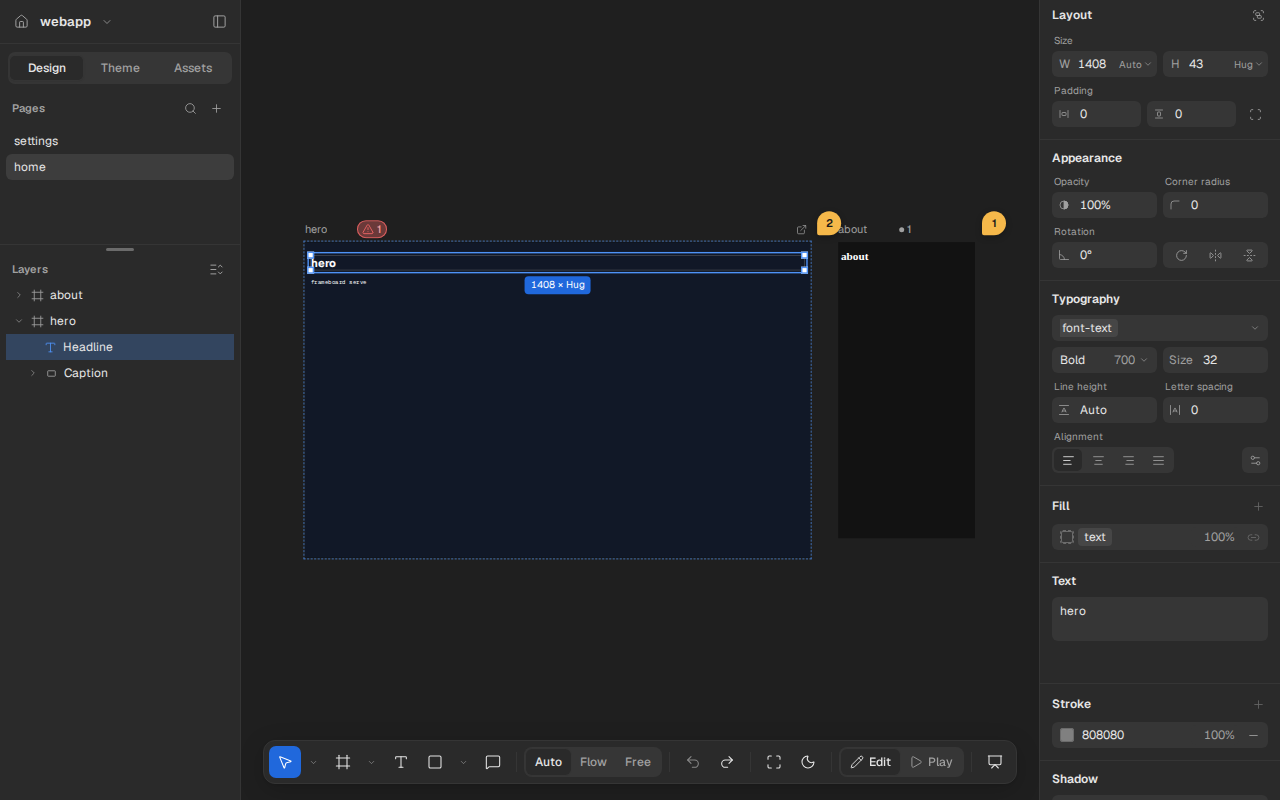 webapp
Design
Theme
Assets
Pages
settings
home
Layers
about
hero
Headline
Caption
hero
1
2
about
1
1
hero
frameboard serve
1408 × Hug
about
Auto
Flow
Free
Edit
Play
Layout
Size
W 1408 Auto
H 43 Hug
Padding
0
0
Appearance
Opacity
Corner radius
100%
0
Rotation
0°
Typography
font-text
Bold 700
Size 32
Line height
Letter spacing
Auto
0
Alignment
Fill
text 100%
Text
hero
Stroke
808080 100%
Shadow